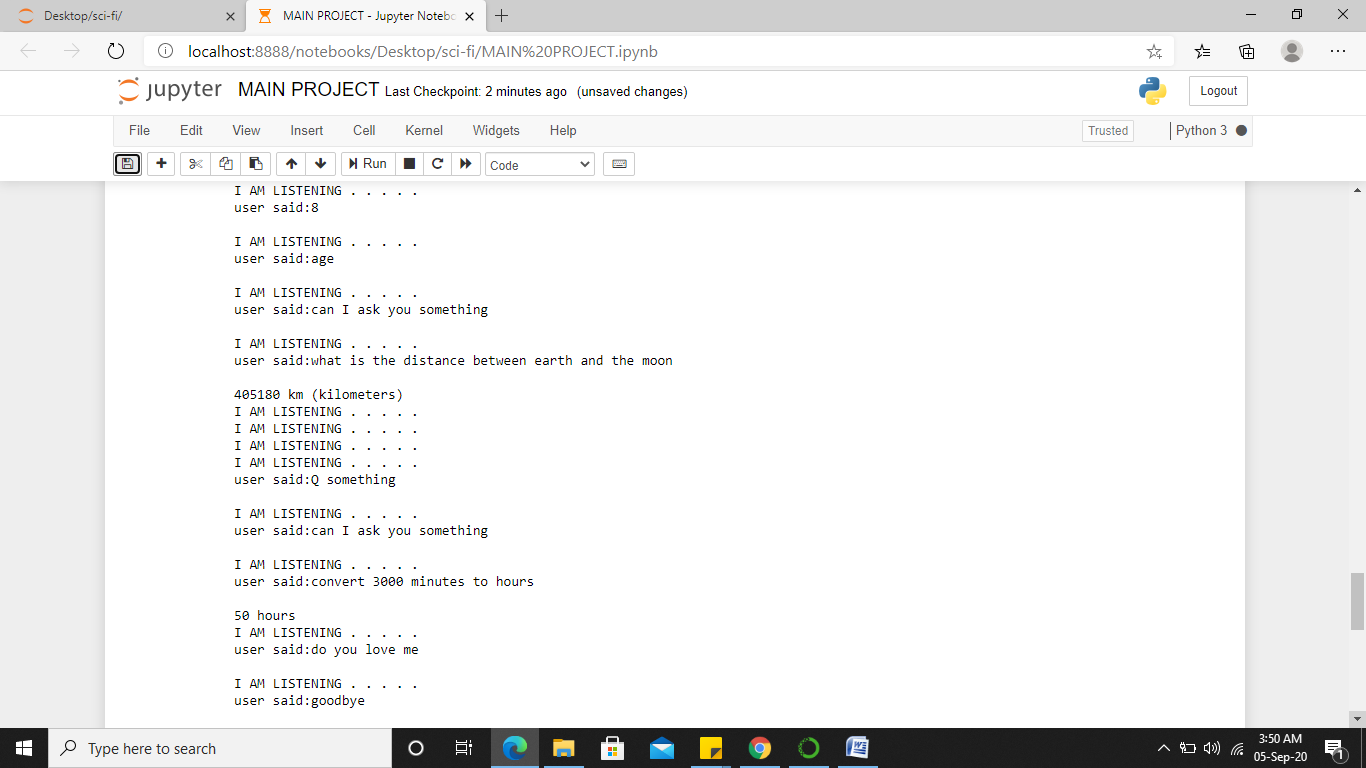 Desktop/sci-fi/
MAIN PROJECT - Jupyter Notebo
localhost:8888/notebooks/Desktop/sci-fi/MAIN%20PROJECT.ipynb
jupyter MAIN PROJECT Last Checkpoint: 2 minutes ago (unsaved changes)
Logout
File Edit View Insert Cell Kernel Widgets Help
Trusted
Python 3
Run
Code
I AM LISTENING . . . . .
user said:8
I AM LISTENING . . . . .
user said:age
I AM LISTENING . . . . .
user said:can I ask you something
I AM LISTENING . . . . .
user said:what is the distance between earth and the moon
405180 km (kilometers)
I AM LISTENING . . . . .
I AM LISTENING . . . . .
I AM LISTENING . . . . .
I AM LISTENING . . . . .
user said:Q something
I AM LISTENING . . . . .
user said:can I ask you something
I AM LISTENING . . . . .
user said:convert 3000 minutes to hours
50 hours
I AM LISTENING . . . . .
user said:do you love me
I AM LISTENING . . . . .
user said:goodbye
Type here to search
3:50 AM
05-Sep-20
1